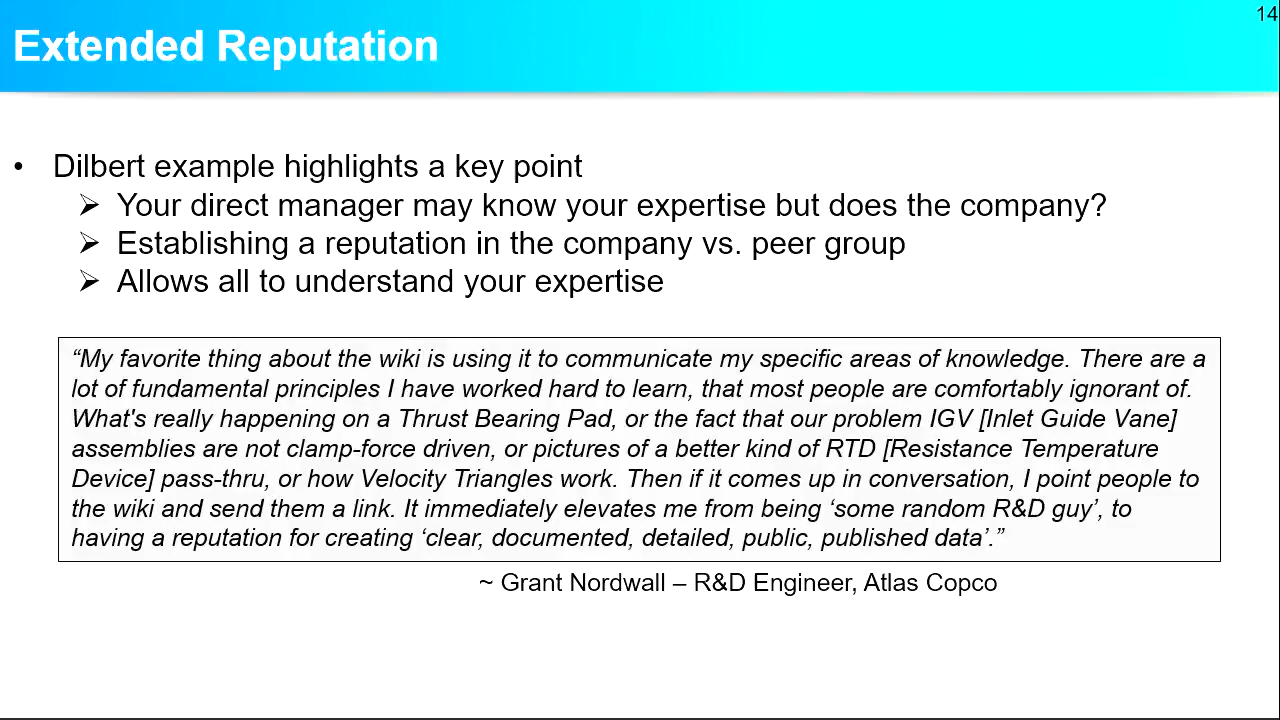 14
Extended Reputation
• Dilbert example highlights a key point
➢ Your direct manager may know your expertise but does the company?
➢ Establishing a reputation in the company vs. peer group
➢ Allows all to understand your expertise
“My favorite thing about the wiki is using it to communicate my specific areas of knowledge. There are a
lot of fundamental principles I have worked hard to learn, that most people are comfortably ignorant of.
What's really happening on a Thrust Bearing Pad, or the fact that our problem IGV [Inlet Guide Vane]
assemblies are not clamp-force driven, or pictures of a better kind of RTD [Resistance Temperature
Device] pass-thru, or how Velocity Triangles work. Then if it comes up in conversation, I point people to
the wiki and send them a link. It immediately elevates me from being ‘some random R&D guy’, to
having a reputation for creating ‘clear, documented, detailed, public, published data’.”
~ Grant Nordwall – R&D Engineer, Atlas Copco